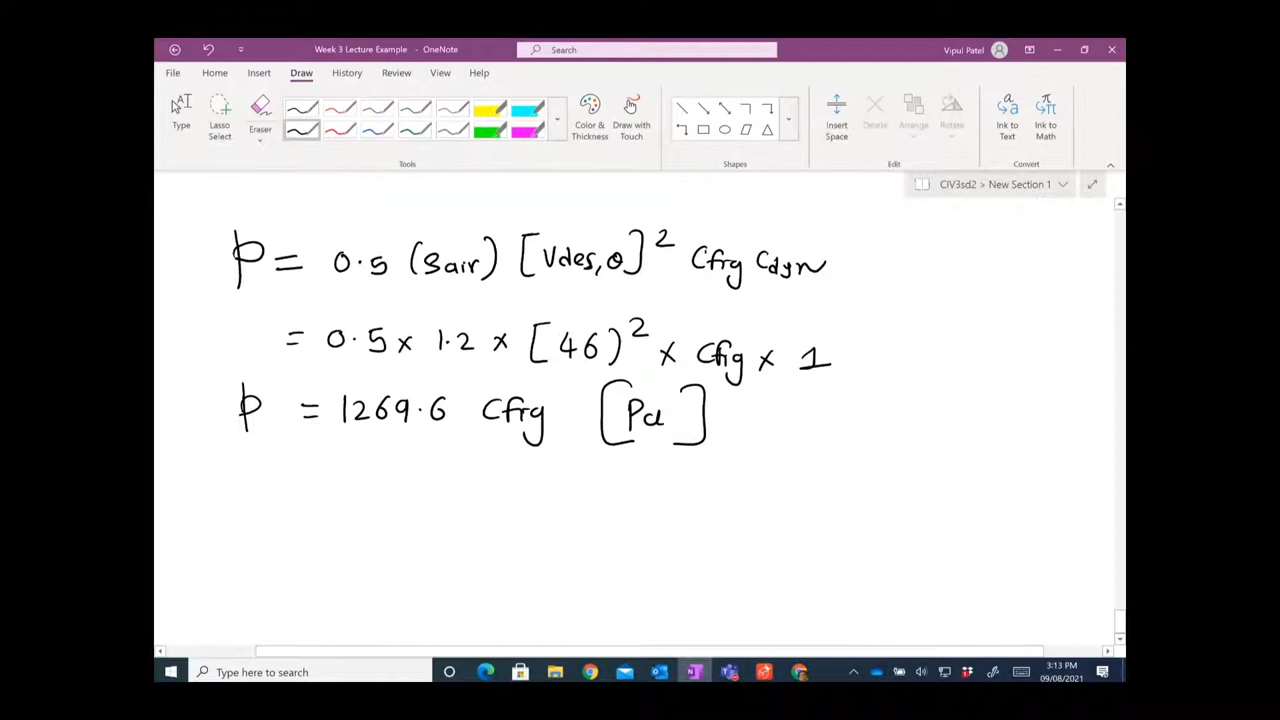 Week 3 Lecture Example - OneNote
Search
Vipul Patel
File Home Insert Draw History Review View Help
Type
Lasso Select
Eraser
Color & Thickness
Draw with Touch
Insert Space
Delete
Arrange
Rotate
Ink to Text
Ink to Math
Tools
Shapes
Edit
Convert
CIV3sd2 > New Section 1
p = 0.5 (ρair) [Vdes,θ]² Cfig Cdyn
= 0.5 x 1.2 x [46)² x Cfig x 1
p = 1269.6 Cfig [Pa]
Type here to search
3:13 PM
09/08/2021